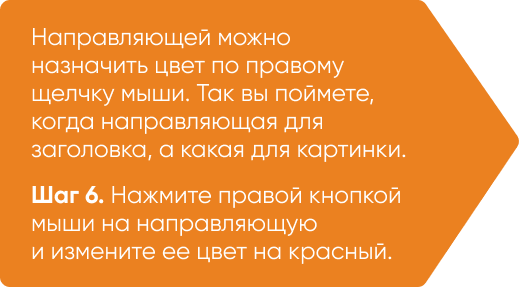 Направляющей можно
назначить цвет по правому
щелчку мыши. Так вы поймете,
когда направляющая для
заголовка, а какая для картинки.
Шаг 6. Нажмите правой кнопкой
мыши на направляющую
и измените ее цвет на красный.